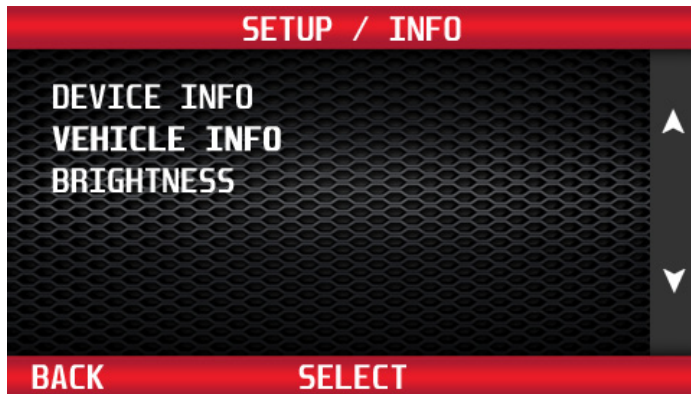 SETUP / INFO
DEVICE INFO
VEHICLE INFO
BRIGHTNESS
BACK SELECT